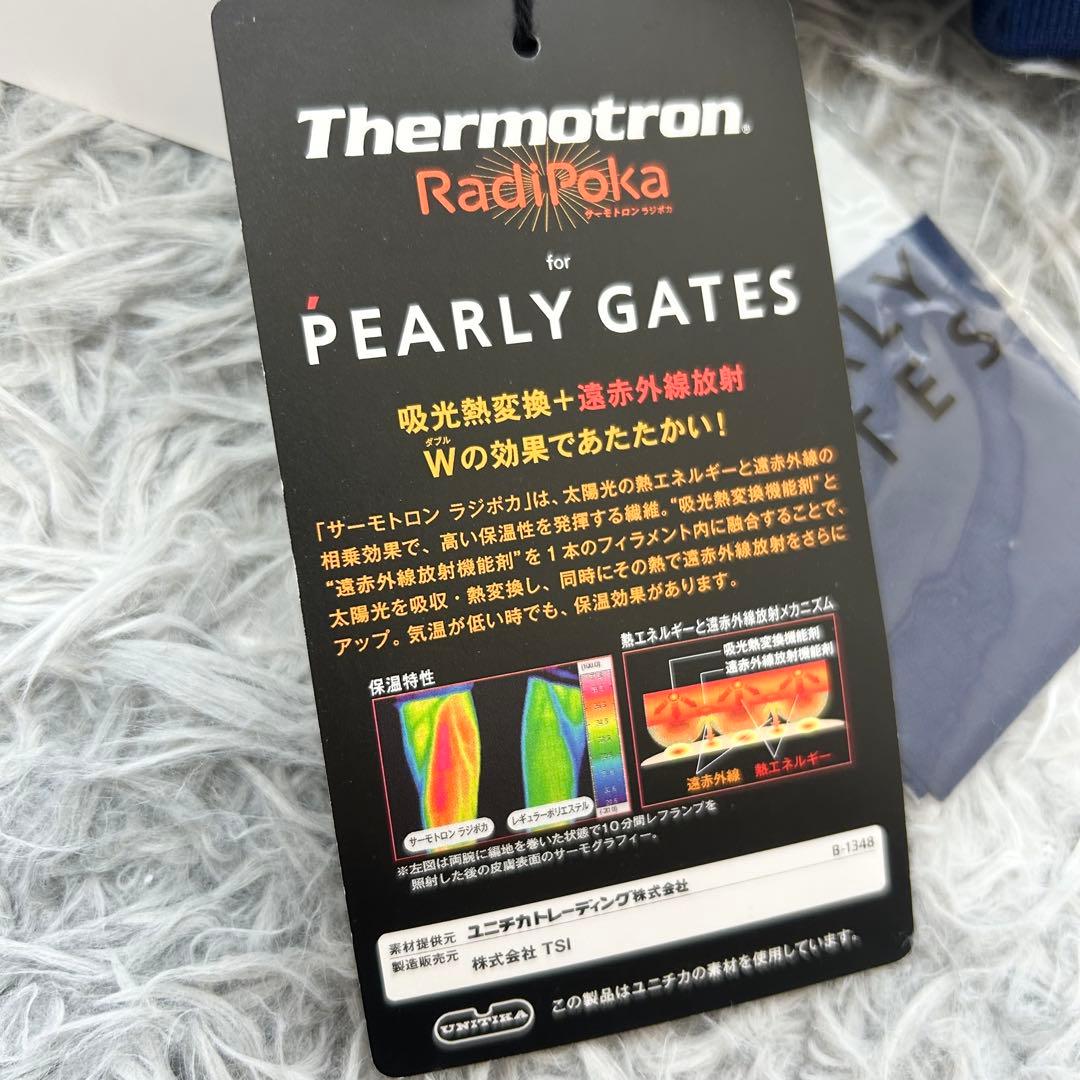 Thermotron®
RadiPoka
サーモトロン ラジポカ
for
PEARLY GATES
吸光熱変換+遠赤外線放射
ダブル
Wの効果であたたかい!
「サーモトロン ラジポカ」は、太陽光の熱エネルギーと遠赤外線の
相乗効果で、高い保温性を発揮する繊維。"吸光熱変換機能剤"と
"遠赤外線放射機能剤"を1本のフィラメント内に融合することで、
太陽光を吸収・熱変換し、同時にその熱で遠赤外線放射をさらに
アップ。気温が低い時でも、保温効果があります。
保温特性
サーモトロン ラジポカ
レギュラーポリエステル
熱エネルギーと遠赤外線放射メカニズム
吸光熱変換機能剤
遠赤外線放射機能剤
遠赤外線
熱エネルギー
※左図は両腕に編地を巻いた状態で10分間レフランプを
照射した後の皮膚表面のサーモグラフィー。
B-1348
素材提供元 ユニチカトレーディング株式会社
製造販売元 株式会社 TSI
UNITIKA
この製品はユニチカの素材を使用しています。
RLY
TES